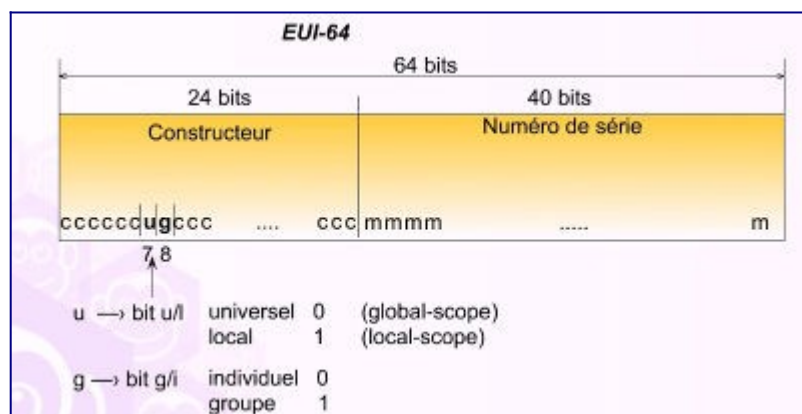 EUI-64
64 bits
24 bits 40 bits
Constructeur Numéro de série
ccccccugccc .... ccc mmmm ..... m
7 8
u → bit u/l universel 0 (global-scope)
local 1 (local-scope)
g → bit g/i individuel 0
groupe 1